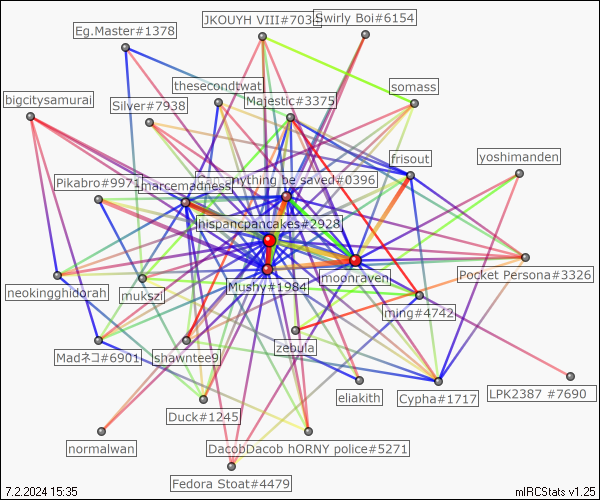 JKOUYH VIII#7034
Swirly Boi#6154
Eg.Master#1378
thesecondtwat
somass
bigcitysamurai
Silver#7938
Majestic#3375
frisout
yoshimanden
Pikabro#9971
marcemadness
anything be saved#0396
hispancpancakes#2928
moonraven
Pocket Persona#3326
Mushy#1984
neokingghidorah
mukszi
ming#4742
zebula
Madネコ#6901
shawntee9
eliakith
Cypha#1717
LPK2387 #7690
Duck#1245
normalwan
DacobDacob hORNY police#5271
Fedora Stoat#4479
7.2.2024 15:35
mIRCStats v1.25